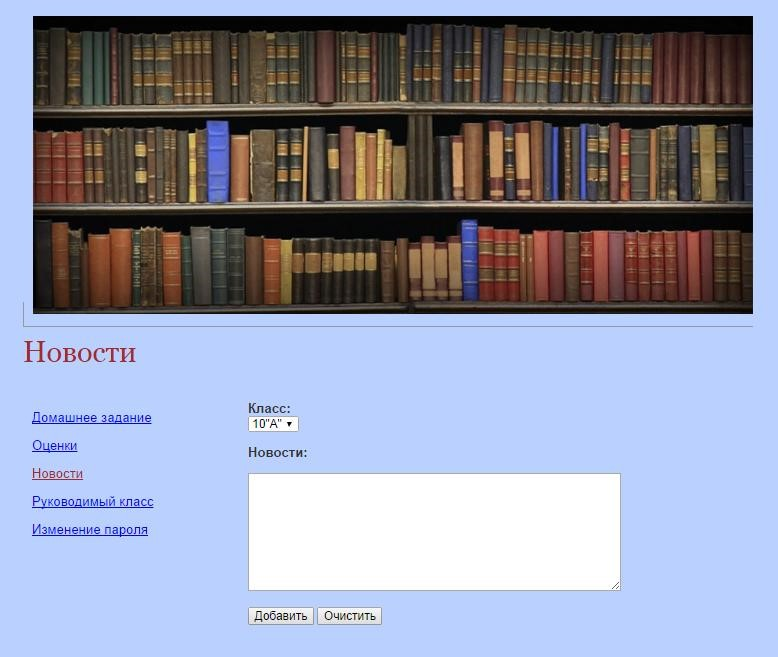 Новости
Домашнее задание
Оценки
Новости
Руководимый класс
Изменение пароля
Класс:
10"А"
Новости:
Добавить Очистить